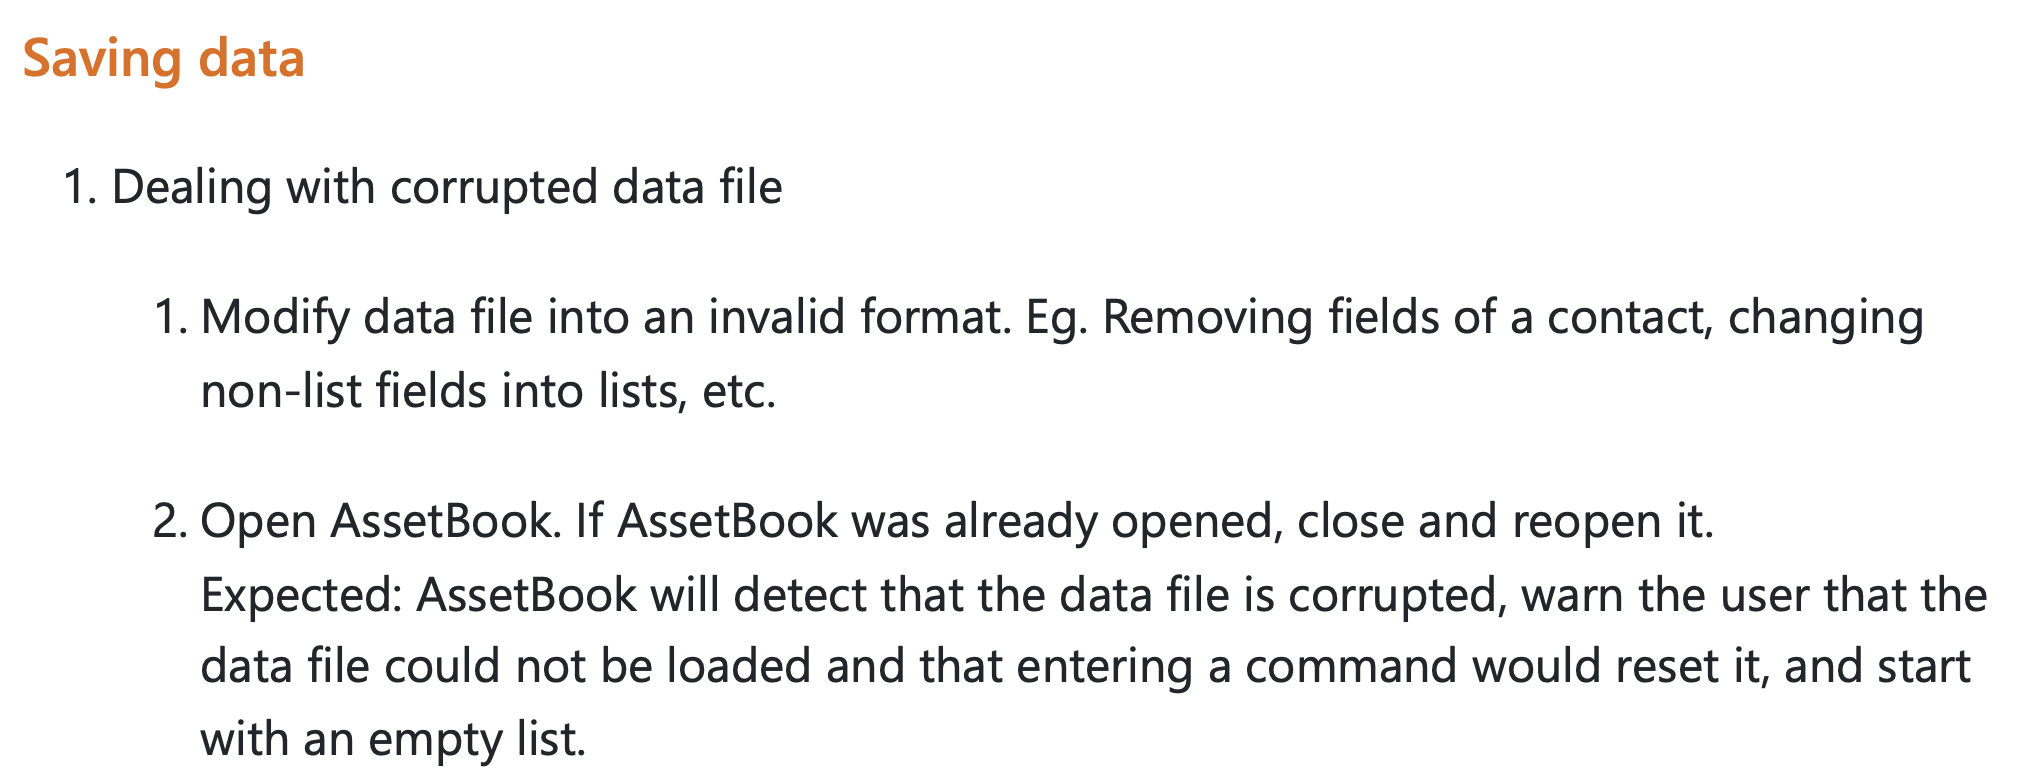 Saving data
1. Dealing with corrupted data file
1. Modify data file into an invalid format. Eg. Removing fields of a contact, changing
non-list fields into lists, etc.
2. Open AssetBook. If AssetBook was already opened, close and reopen it.
Expected: AssetBook will detect that the data file is corrupted, warn the user that the
data file could not be loaded and that entering a command would reset it, and start
with an empty list.